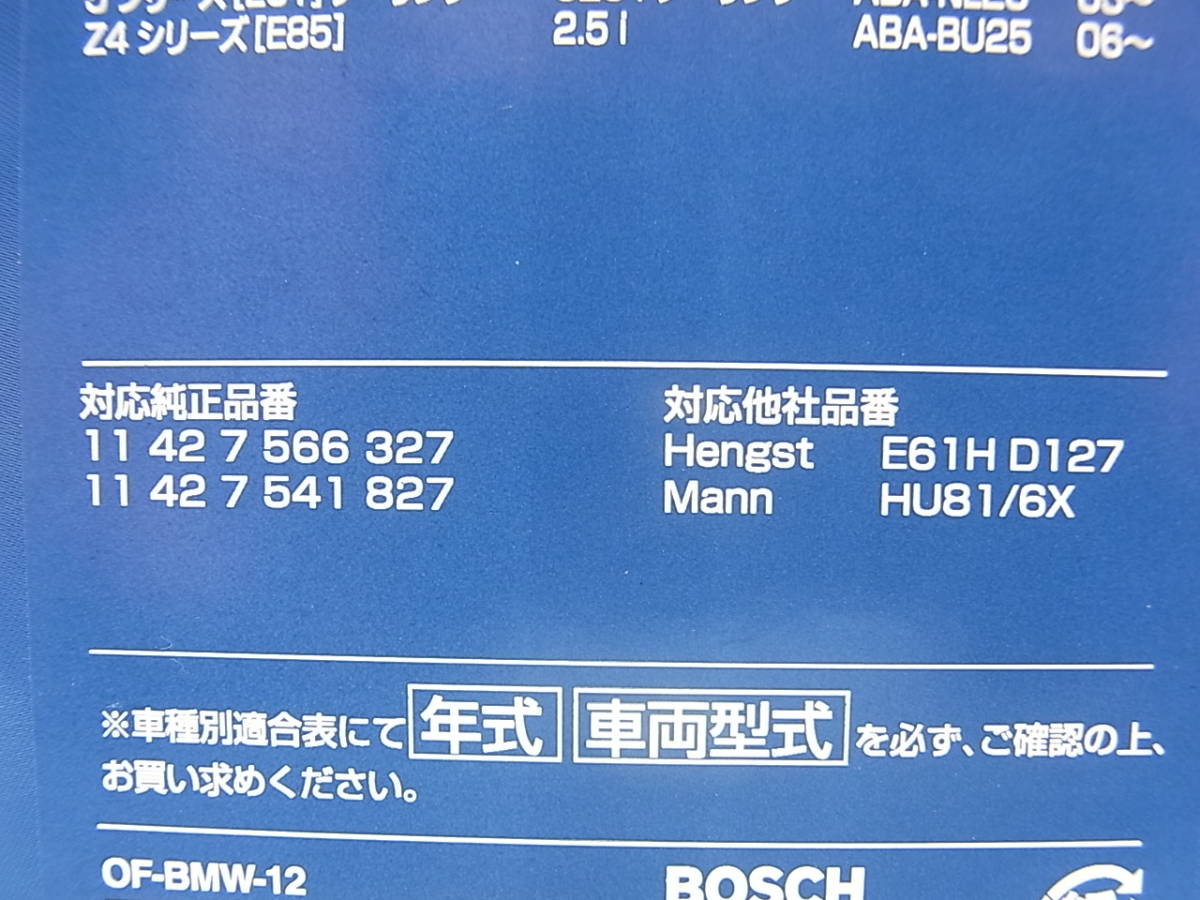 Z4 シリーズ[E85] 2.5 i ABA-BU25 06～
対応純正品番
11 42 7 566 327
11 42 7 541 827
対応他社品番
Hengst E61H D127
Mann HU81/6X
※車種別適合表にて 年式 車両型式 を必ず、ご確認の上、
お買い求めください。
OF-BMW-12
BOSCH